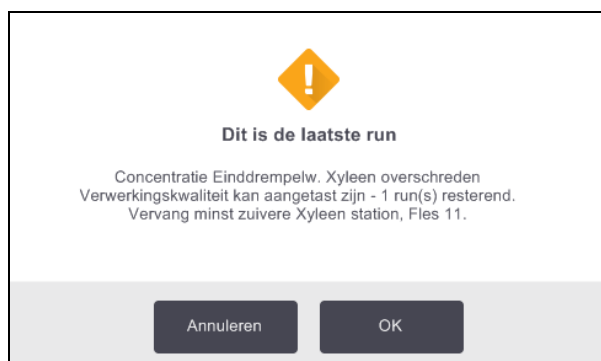 Dit is de laatste run
Concentratie Einddrempelw. Xyleen overschreden
Verwerkingskwaliteit kan aangetast zijn - 1 run(s) resterend.
Vervang minst zuivere Xyleen station, Fles 11.
Annuleren OK